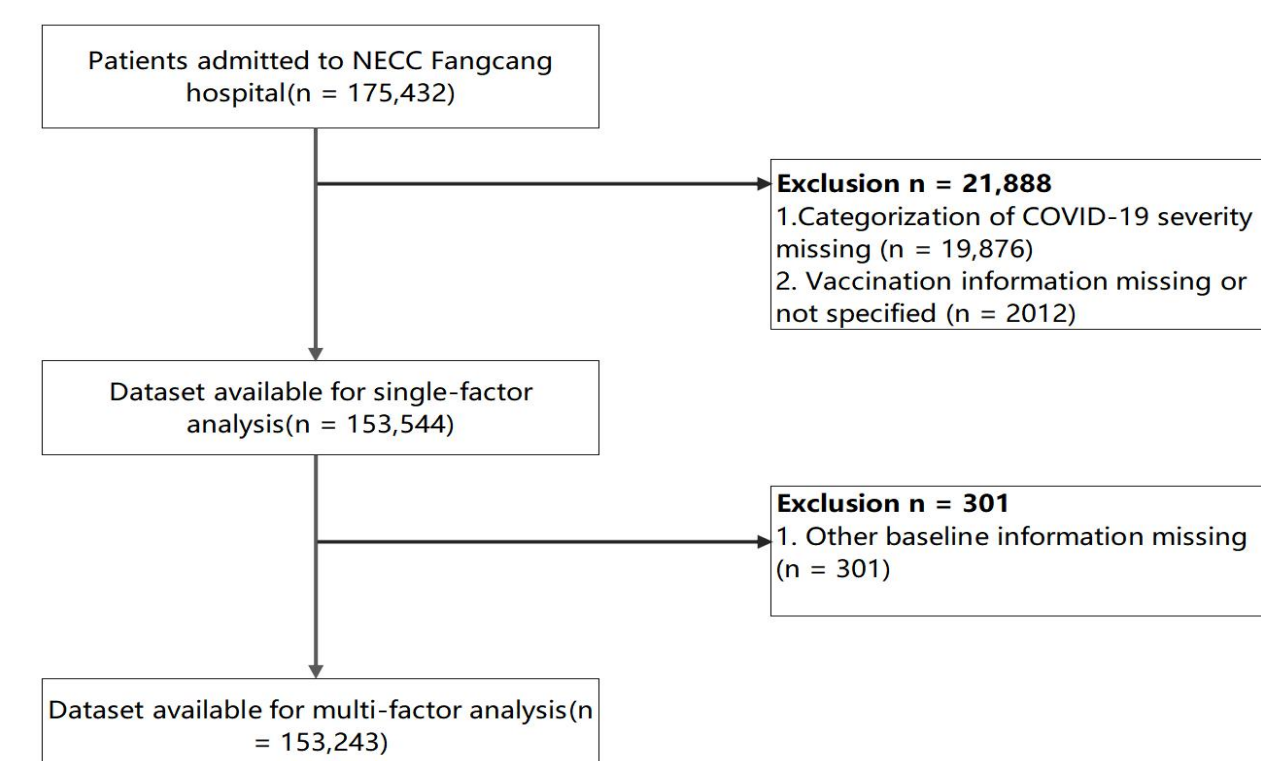 Patients admitted to NECC Fangcang
hospital(n = 175,432)
Exclusion n = 21,888
1.Categorization of COVID-19 severity
missing (n = 19,876)
2. Vaccination information missing or
not specified (n = 2012)
Dataset available for single-factor
analysis(n = 153,544)
Exclusion n = 301
1. Other baseline information missing
(n = 301)
Dataset available for multi-factor analysis(n
= 153,243)